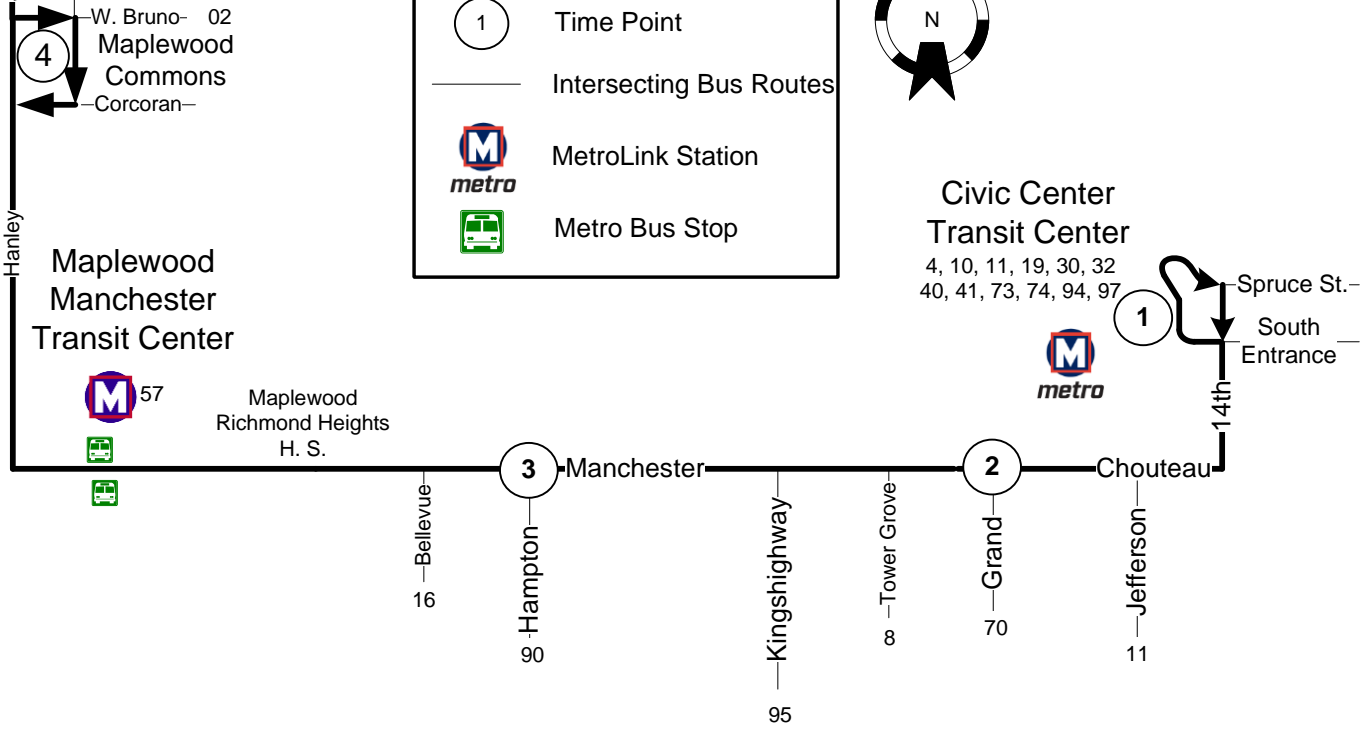 W. Bruno 02
4
Maplewood
Commons
Corcoran
Hanley
1 Time Point
Intersecting Bus Routes
M
metro
MetroLink Station
Metro Bus Stop
N
Civic Center
Transit Center
4, 10, 11, 19, 30, 32
40, 41, 73, 74, 94, 97
1
Spruce St.
South
Entrance
M
metro
14th
Maplewood
Manchester
Transit Center
M 57
Maplewood
Richmond Heights
H. S.
3
Manchester
2
Chouteau
Bellevue
16
Hampton
90
Kingshighway
95
Tower Grove
8
Grand
70
Jefferson
11